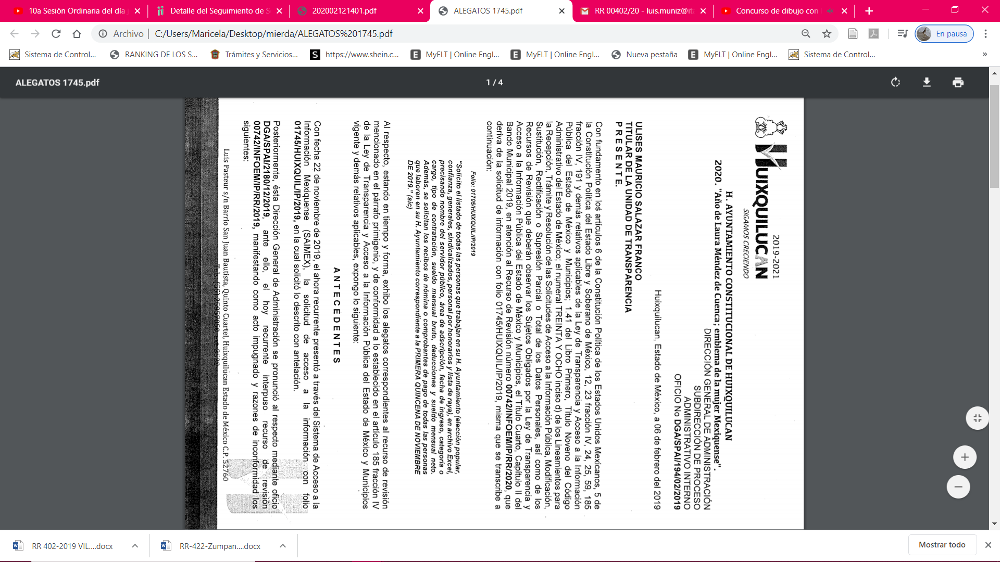 10a Sesión Ordinaria del día j
Detalle del Seguimiento de S
202002121401.pdf
ALEGATOS 1745.pdf
RR 00402/20 - luis.muniz@ita
Concurso de dibujo con
Archivo
C:/Users/Maricela/Desktop/mierda/ALEGATOS%201745.pdf
En pausa
Sistema de Control...
RANKING DE LOS S...
Trámites y Servicios...
https://www.shein.c...
MyELT | Online Engl...
MyELT | Online Engl...
Nueva pestaña
MyELT | Online Engl...
Sistema de Control...
»
ALEGATOS 1745.pdf
1 / 4
2019-2021
HUIXQUILUCAN
SIGAMOS CRECIENDO
H. AYUNTAMIENTO CONSTITUCIONAL DE HUIXQUILUCAN
2020. "Año de Laura Méndez de Cuenca; emblema de la mujer Mexiquense".
DIRECCIÓN GENERAL DE ADMINISTRACIÓN
SUBDIRECCIÓN DE PROCESO
ADMINISTRATIVO INTERNO
OFICIO No DGA/SPAI/194/02/2019
Huixquilucan, Estado de México, a 06 de febrero del 2019
ULISES MAURICIO SALAZAR FRANCO
TITULAR DE LA UNIDAD DE TRANSPARENCIA
P R E S E N T E.
Con fundamento en los artículos 6 de la Constitución Política de los Estados Unidos Mexicanos, 5 de
la Constitución Política del Estado Libre y Soberano de México, 12, 23 fracción IV, 24, 25, 59, 185
fracción IV, 191 y demás relativos aplicables de la Ley de Transparencia y Acceso a la Información
Pública del Estado de México y Municipios; 1.41 del Libro Primero, Título Noveno del Código
Administrativo del Estado de México; el numeral TREINTA Y OCHO inciso d) de los Lineamientos para
la Recepción, Trámite y Resolución de las Solicitudes de Acceso a la Información Pública, Modificación,
Sustitución, Rectificación o Supresión Parcial o Total de los Datos Personales, así como de los
Recursos de Revisión que deberán observar los Sujetos Obligados por la Ley de Transparencia y
Acceso a la Información Pública del Estado de México y Municipios, el Título Cuarto, Capítulo II del
Bando Municipal 2019, en atención al Recurso de Revisión número 00742/INFOEM/IP/RR/2020, que
deriva de la solicitud de información con folio 01745/HUIXQUIL/IP/2019, misma que se transcribe a
continuación:
Folio: 01705/HUIXQUIL/IP/2019
"Solicito el listado de todas las personas que trabajan en su H. Ayuntamiento (elección popular,
confianza, generales, sindicalizados, personal por honorarios y lista de raya), en archivo Excel,
precisando nombre del servidor público, área de adscripción, fecha de ingreso, categoría o
cargo, tipo de contratación, sueldo mensual bruto, deducciones y sueldo mensual neto.
Además, se solicitan los recibos de nómina o comprobantes de pago de todas las personas
que laboren en su H. Ayuntamiento correspondiente a la PRIMERA QUINCENA DE NOVIEMBRE
DE 2019." (sic)
Al respecto, estando en tiempo y forma, exhibo los alegatos correspondientes al recurso de revisión
mencionado en el párrafo primigenio, y de conformidad a lo establecido en el artículo 185 fracción IV
de la Ley de Transparencia y Acceso a la Información Pública del Estado de México y Municipios
vigente y demás relativos aplicables, expongo lo siguiente:
A N T E C E D E N T E S
Con fecha 22 de noviembre de 2019, el ahora recurrente presentó a través del Sistema de Acceso a la
Información Mexiquense (SAIMEX), la solicitud de acceso a la información con folio
01745/HUIXQUIL/IP/2019, en la cual solicitó lo descrito con antelación.
Posteriormente, ésta Dirección General de Administración se pronunció al respecto mediante oficio
DGA/SPAI/2180/12/2019, ante ello, el hoy recurrente interpuso recurso de revisión
00742/INFOEM/IP/RR/2019, manifestando como acto impugnado y razones de inconformidad los
siguientes:
Luis Pasteur s/n Barrio San Juan Bautista, Quinto Cuartel, Huixquilucan Estado de México C.P. 52760
RR 402-2019 VIL....docx
RR-422-Zumpan....docx
Mostrar todo